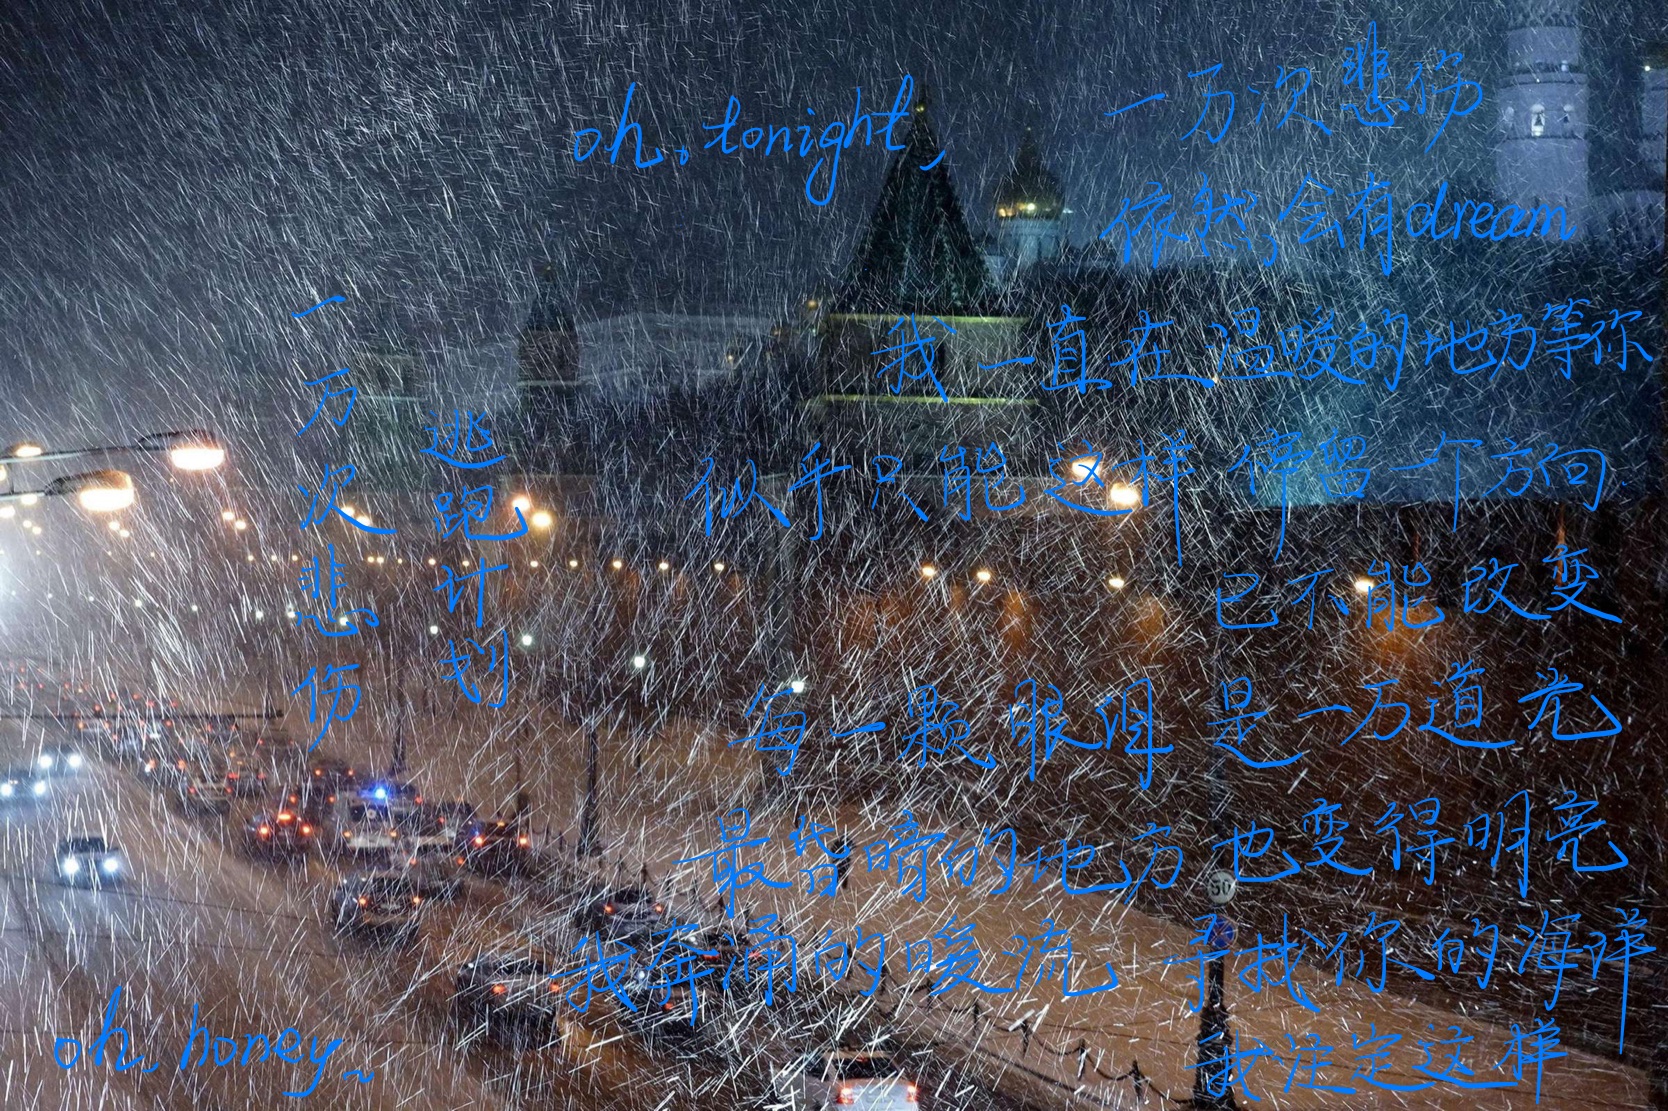 一万次悲伤
逃跑计划
oh, tonight,
一万次悲伤
依然会有dream
我一直在温暖的地方等你
似乎只能这样 停留一个方向
已不能改变
每一颗眼泪 是一万道光
最昏暗的地方 也变得明亮
我奔涌的暖流, 寻找你的海洋
我注定这样
oh, honey~
50